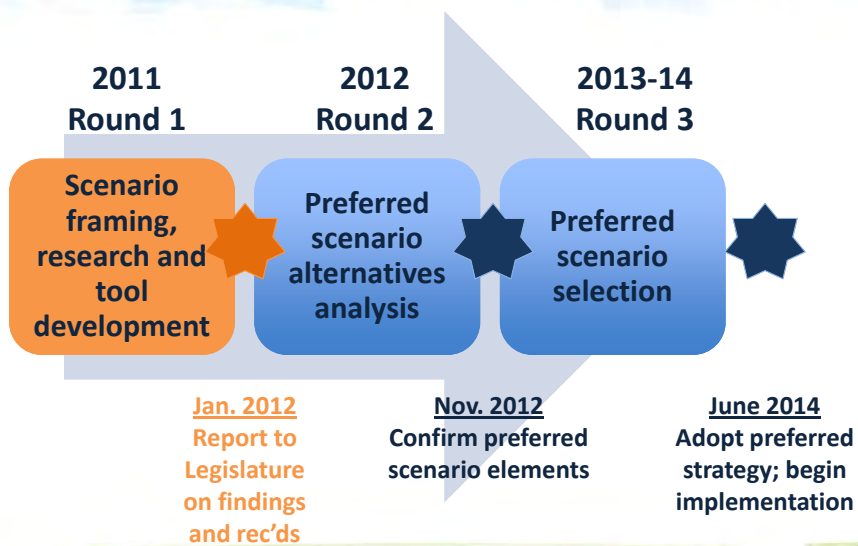 2011
Round 1
2012
Round 2
2013-14
Round 3
Scenario
framing,
research and
tool
development
Preferred
scenario
alternatives
analysis
Preferred
scenario
selection
Jan. 2012
Report to
Legislature
on findings
and rec’ds
Nov. 2012
Confirm preferred
scenario elements
June 2014
Adopt preferred
strategy; begin
implementation